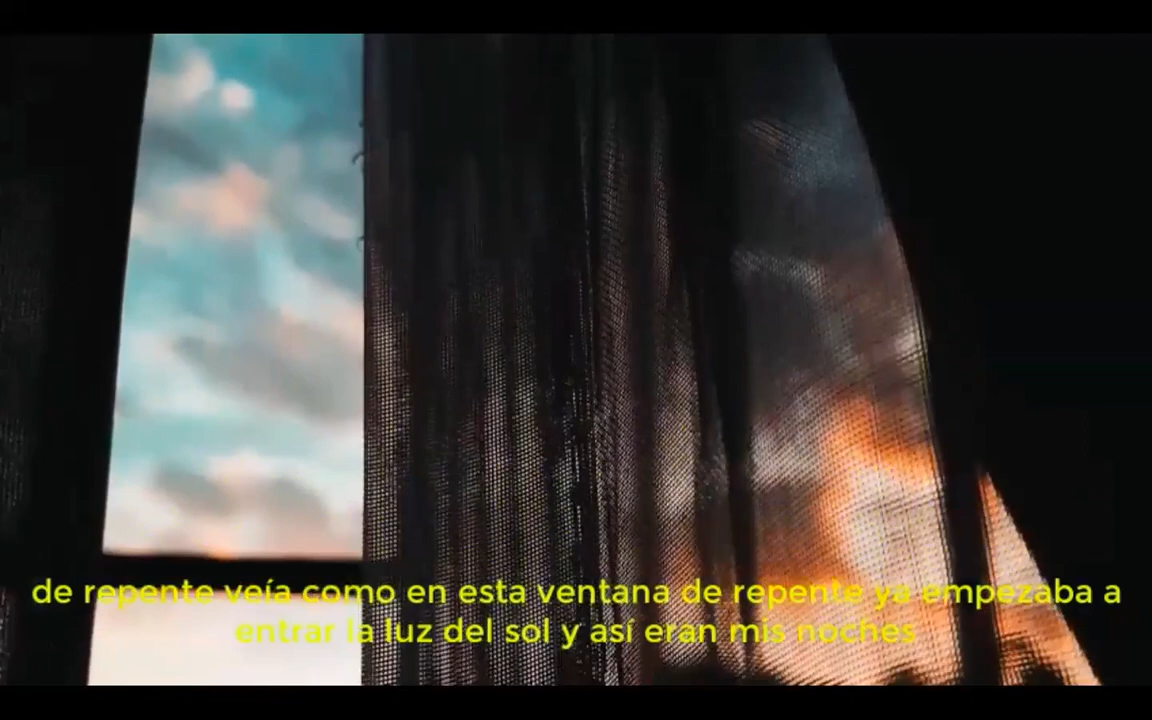 de repente veía como en esta ventana de repente ya empezaba a
entrar la luz del sol y así eran mis noches